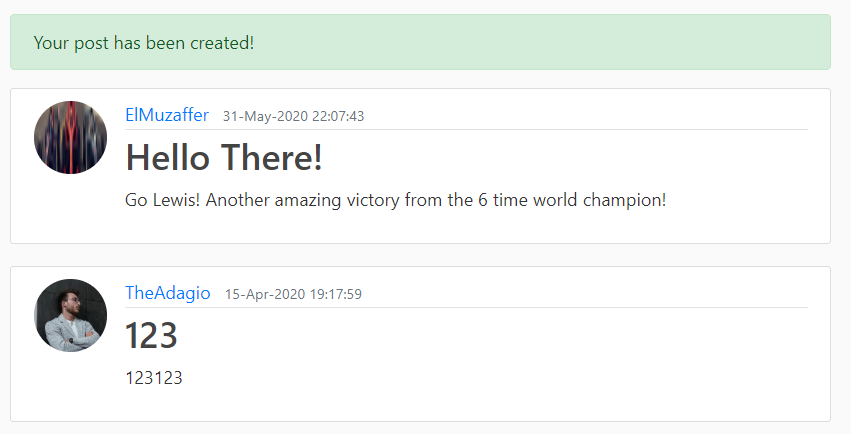 Your post has been created!
ElMuzaffer 31-May-2020 22:07:43
Hello There!
Go Lewis! Another amazing victory from the 6 time world champion!
TheAdagio 15-Apr-2020 19:17:59
123
123123